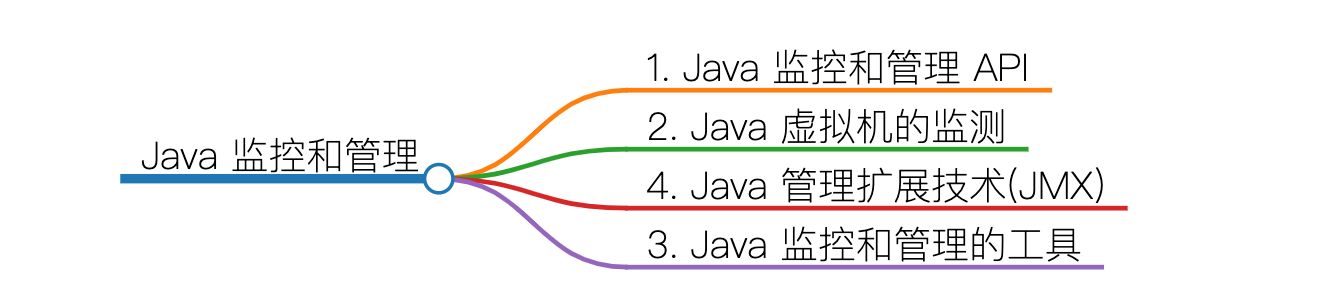 Java 监控和管理
1. Java 监控和管理 API
2. Java 虚拟机的监测
4. Java 管理扩展技术(JMX)
3. Java 监控和管理的工具